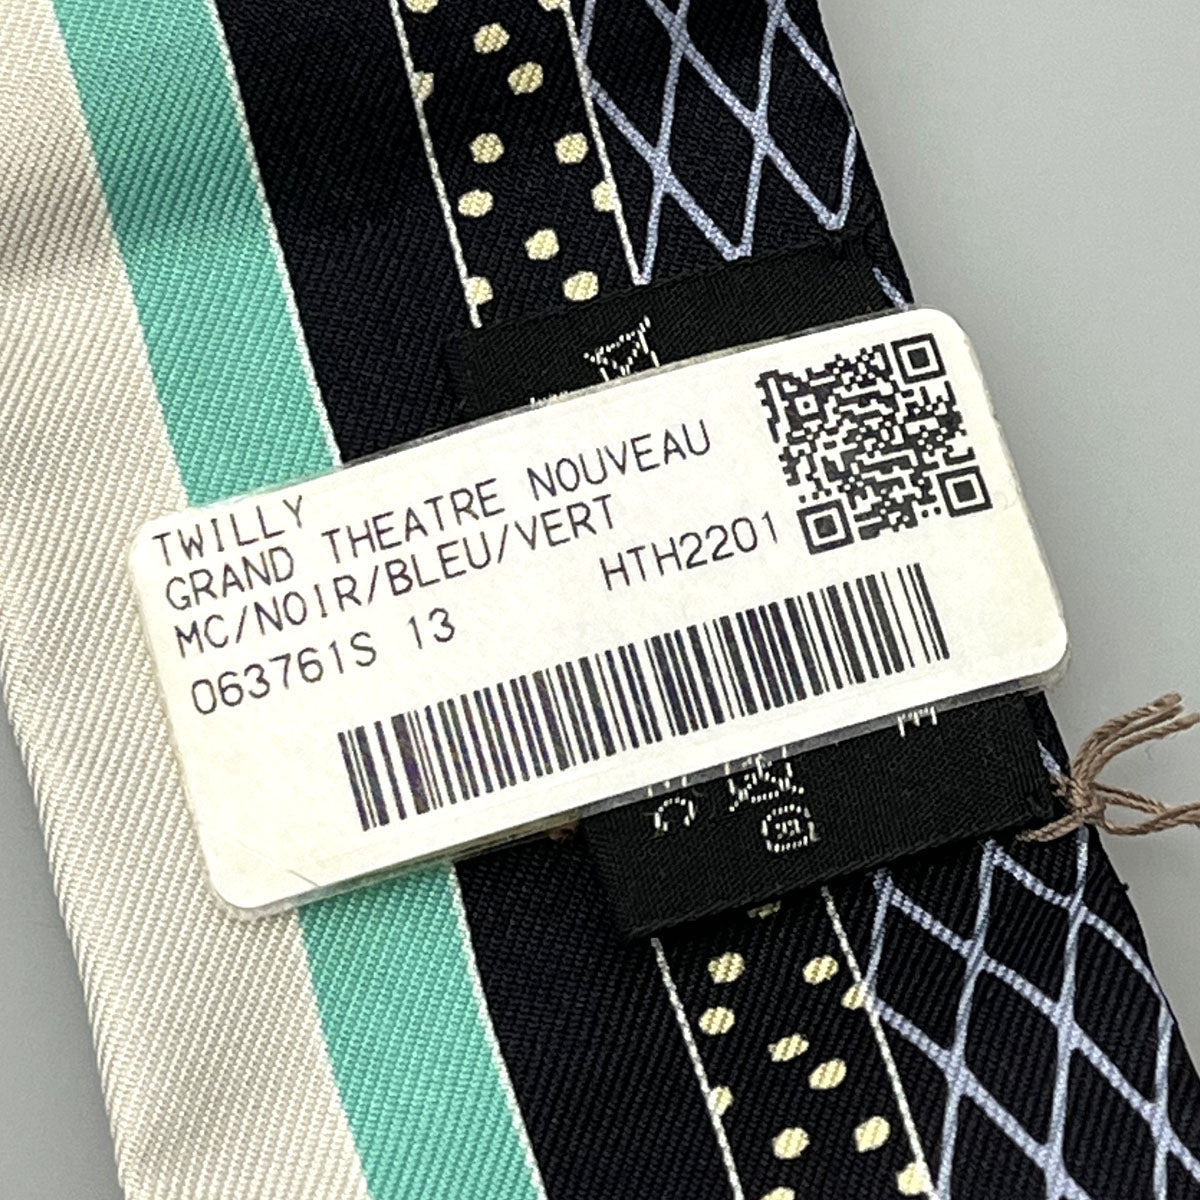 TWILLY
GRAND THEATRE NOUVEAU
MC/NOIR/BLEU/VERT
063761S 13 HTH2201